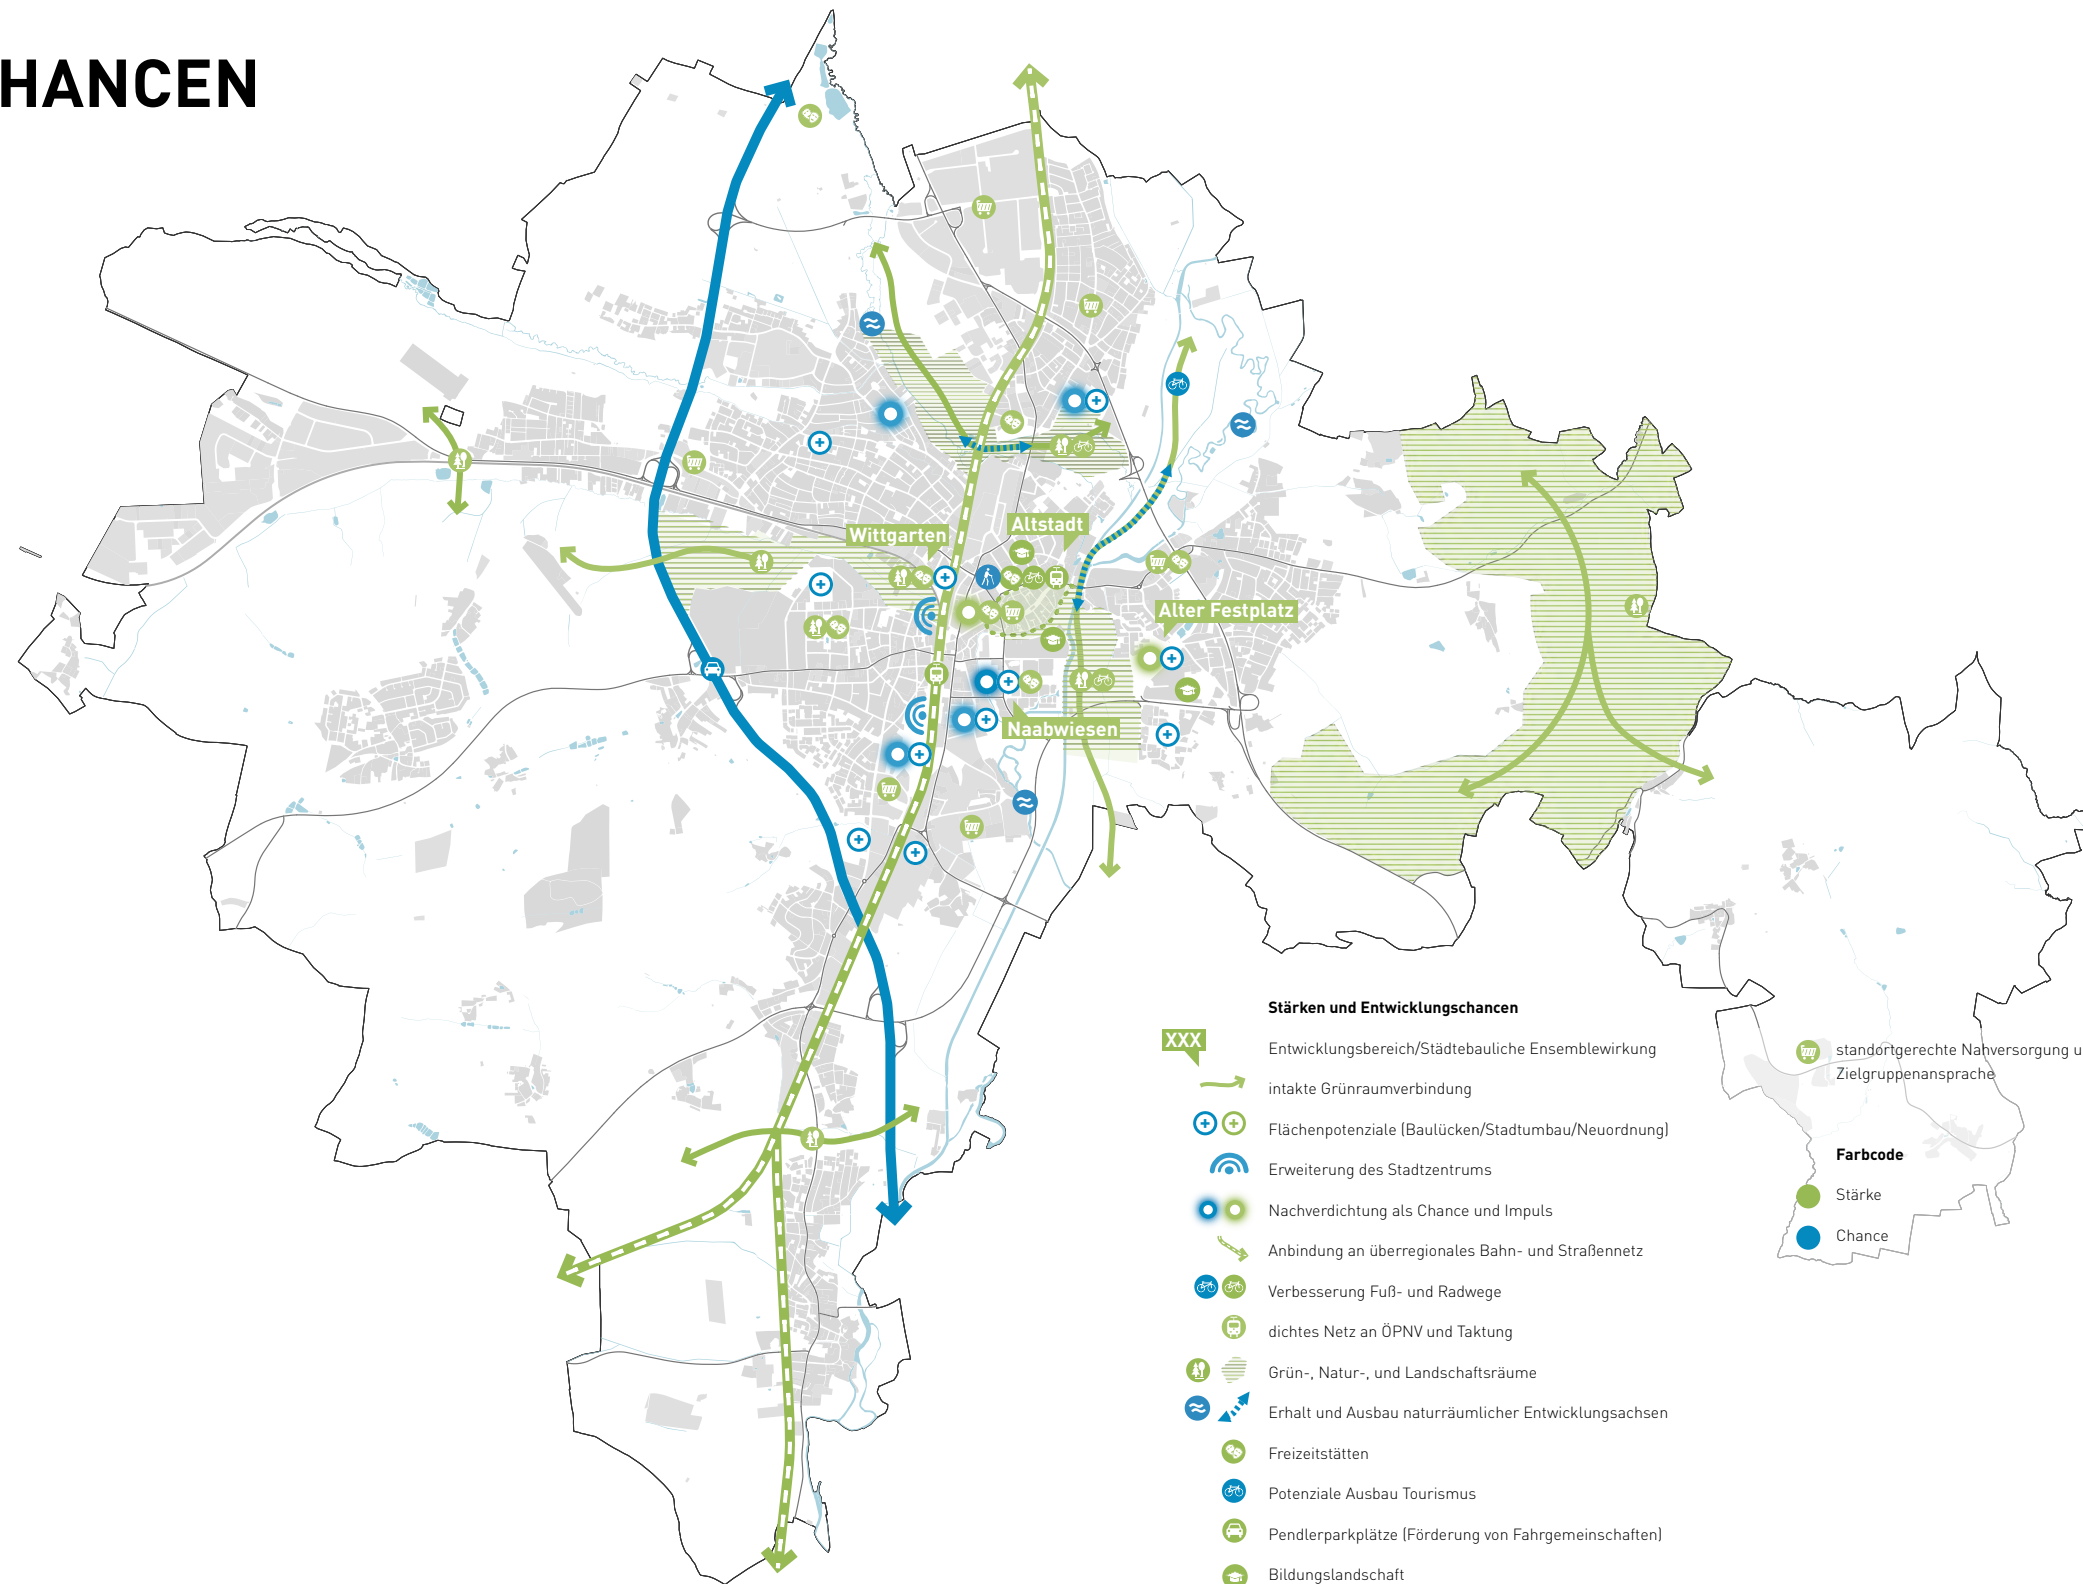 HANCEN
Wittgarten
Altstadt
Alter Festplatz
Naabwiesen
Stärken und Entwicklungschancen
XXX
Entwicklungsbereich/Städtebauliche Ensemblewirkung
intakte Grünraumverbindung
Flächenpotenziale (Baulücken/Stadtumbau/Neuordnung)
Erweiterung des Stadtzentrums
Nachverdichtung als Chance und Impuls
Anbindung an überregionales Bahn- und Straßennetz
Verbesserung Fuß- und Radwege
dichtes Netz an ÖPNV und Taktung
Grün-, Natur-, und Landschaftsräume
Erhalt und Ausbau naturräumlicher Entwicklungsachsen
Freizeitstätten
Potenziale Ausbau Tourismus
Pendlerparkplätze (Förderung von Fahrgemeinschaften)
Bildungslandschaft
standortgerechte Nahversorgung u
Zielgruppenansprache
Farbcode
Stärke
Chance